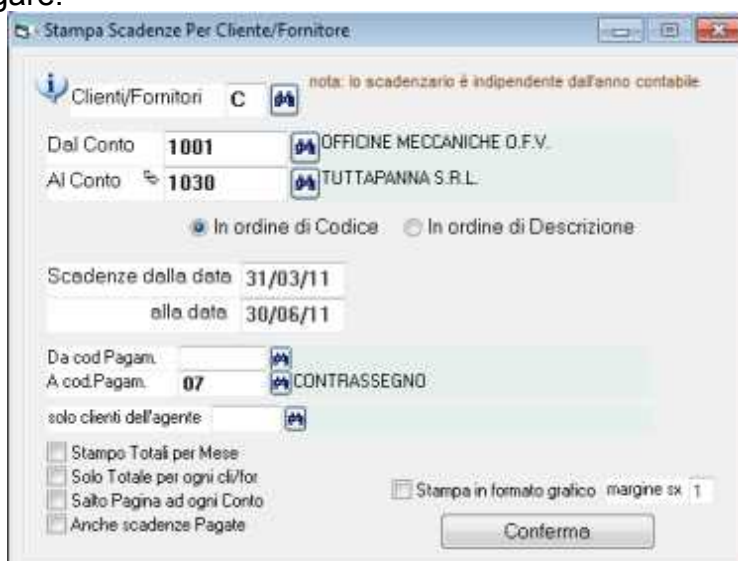 gare.
Stampa Scadenze Per Cliente/Fornitore
nota: lo scadenzario è indipendente dall'anno contabile
Clienti/Fornitori C
Dal Conto 1001 OFFICINE MECCANICHE O.F.V.
Al Conto 1030 TUTTAPANNA S.R.L.
In ordine di Codice In ordine di Descrizione
Scadenze dalla data 31/03/11
alla data 30/06/11
Da cod Pagam.
A cod.Pagam. 07 CONTRASSEGNO
solo clienti dell'agente
Stampo Totali per Mese
Solo Totale per ogni cli/for
Salto Pagina ad ogni Conto
Anche scadenze Pagate
Stampa in formato grafico margine sx 1
Conferma